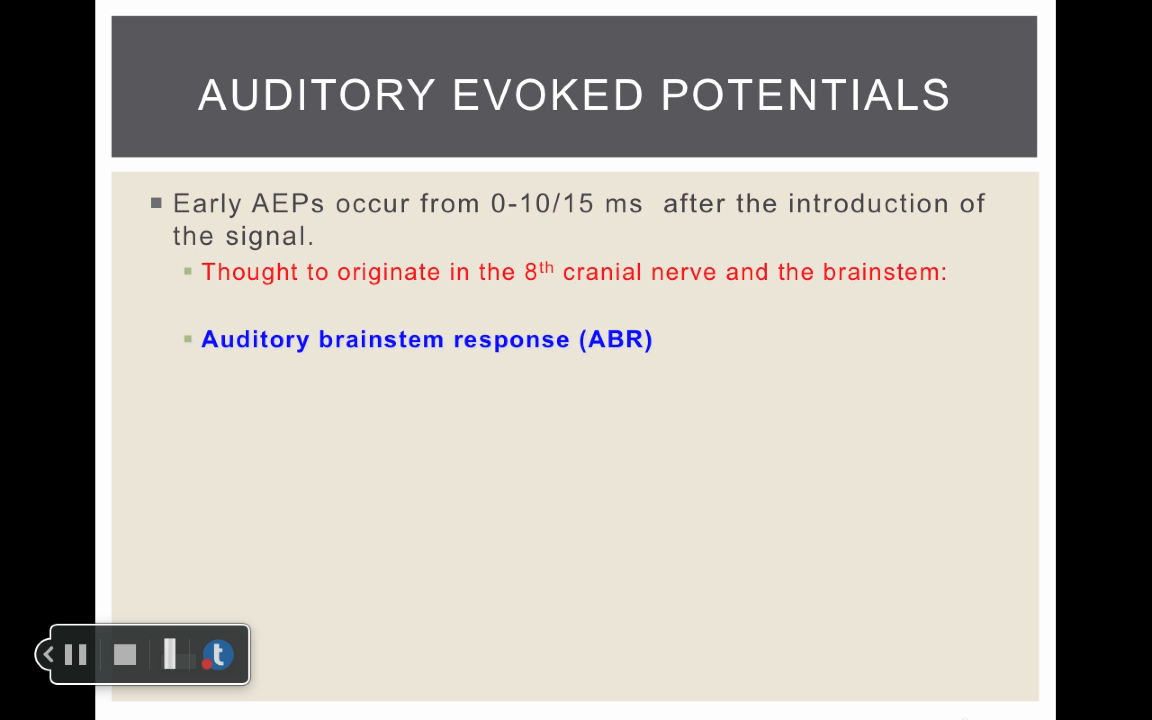 AUDITORY EVOKED POTENTIALS
Early AEPs occur from 0-10/15 ms  after the introduction of
the signal.
Thought to originate in the 8th cranial nerve and the brainstem:
Auditory brainstem response (ABR)
t